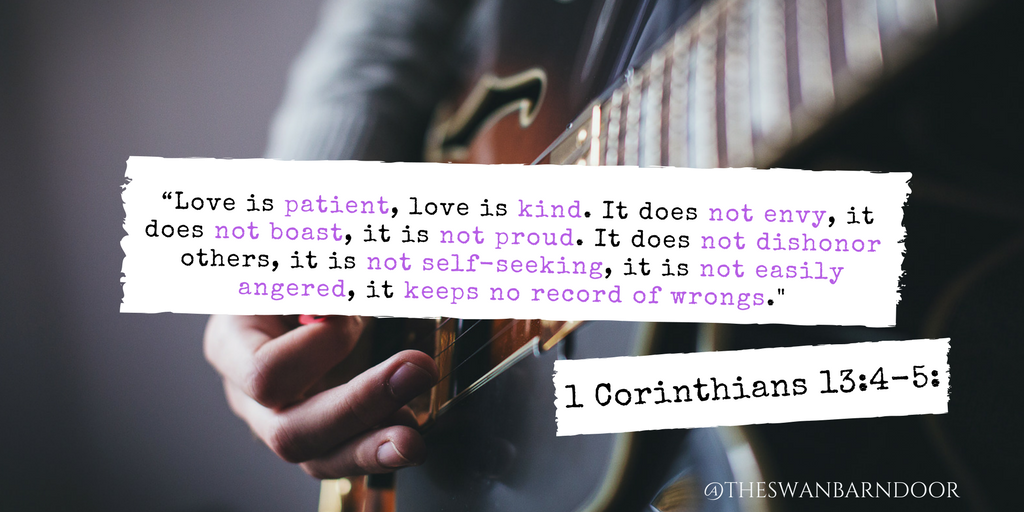 “Love is patient, love is kind. It does not envy, it
does not boast, it is not proud. It does not dishonor
others, it is not self-seeking, it is not easily
angered, it keeps no record of wrongs."
1 Corinthians 13:4-5:
@THESWANBARNDOOR